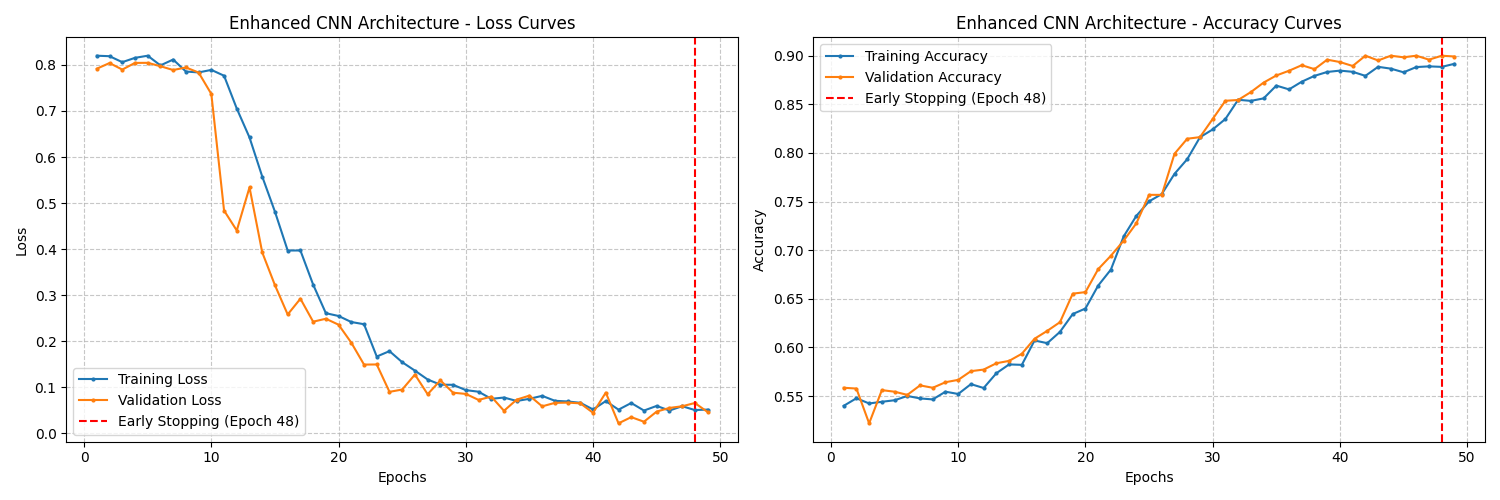 Enhanced CNN Architecture - Loss Curves
Loss
0.8
0.7
0.6
0.5
0.4
0.3
0.2
0.1
0.0
Training Loss
Validation Loss
Early Stopping (Epoch 48)
0 10 20 30 40 50
Epochs
Enhanced CNN Architecture - Accuracy Curves
Accuracy
0.90
0.85
0.80
0.75
0.70
0.65
0.60
0.55
Training Accuracy
Validation Accuracy
Early Stopping (Epoch 48)
0 10 20 30 40 50
Epochs